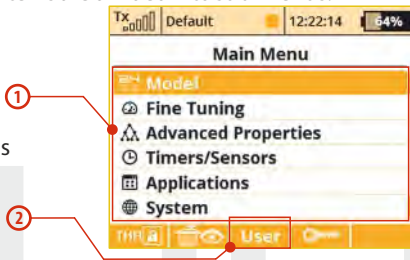 Tx Default 12:22:14 64%
Main Menu
Model
Fine Tuning
Advanced Properties
Timers/Sensors
Applications
System
THR User
1
2
s